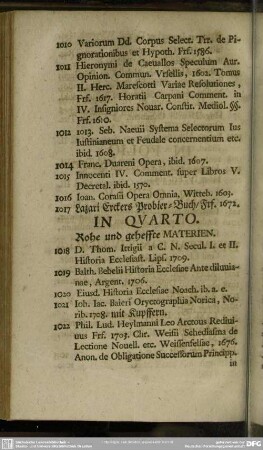 1010 Variorum Dd. Corpus Select. Trr. de Pi-
gnorationibus et Hypoth. Frf. 1586.
1011 Hieronymi de Caeuallos Speculum Aur.
Opinion. Commun. Vrsellis, 1602. Tomus
II. Herc. Marescotti Variae Resolutiones,
Frf. 1617. Horatii Carpani Comment. in
IV. Insigniores Nouar. Constit. Mediol. §§.
Frf. 1610.
1012 1013. Seb. Naeuii Systema Selectorum Ius
Iustinianeum et Feudale concernentium etc.
ibid. 1608.
1014 Franc. Duareni Opera, ibid. 1607.
1015 Innocenti IV. Comment. super Libros V.
Decretal. ibid. 1570.
1016 Ioan. Corasii Opera Omnia, Witteb. 1603.
1017 Lazari Erckers Probier-Buch/ Frf. 1672.
IN QVARTO.
Rohe und geheffte MATERIEN.
1018 D. Thom. Ittigii a C. N. Secul. I. et II.
Historia Ecclesiast. Lips. 1709.
1019 Balth. Bebelii Historia Ecclesiae Ante diluvia-
nae, Argent. 1706.
1020 Eiusd. Historia Ecclesiae Noach. ib. a. e.
1021 Ioh. Iac. Baieri Oryctographia Norica, No-
rib. 1708. mit Kupffern.
1022 Phil. Lud. Heylmanni Leo Arctous Rediui-
uus Frf. 1703. Chr. Weisii Schediasma de
Lectione Nouell. etc. Weissenfelsae, 1676.
Anon. de Obligatione Successorum Principp.
in